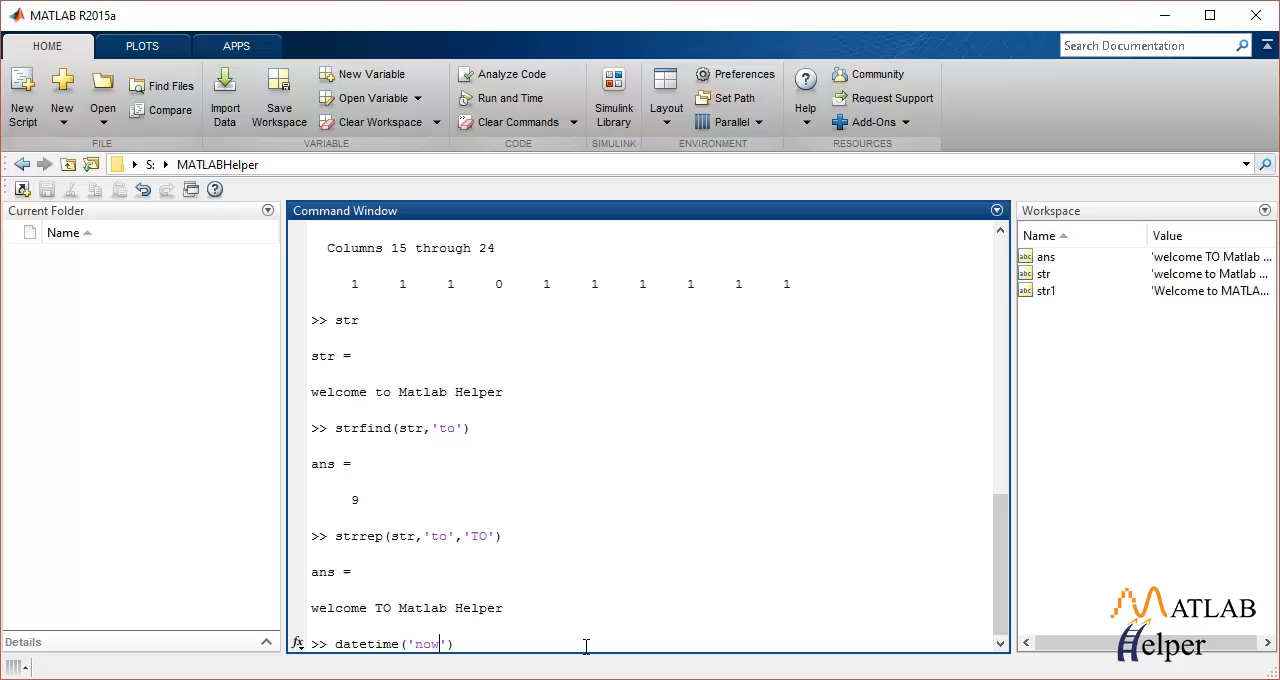 MATLAB R2015a
HOME PLOTS APPS
Search Documentation
New Script
New
Open
Find Files
Compare
Import Data
Save Workspace
New Variable
Open Variable
Clear Workspace
Analyze Code
Run and Time
Clear Commands
Simulink Library
Layout
Preferences
Set Path
Parallel
Help
Community
Request Support
Add-Ons
FILE VARIABLE CODE SIMULINK ENVIRONMENT RESOURCES
S: MATLABHelper
Current Folder
Name
Details
Command Window
Columns 15 through 24
1 1 1 0 1 1 1 1 1 1
>> str
str =
welcome to Matlab Helper
>> strfind(str,'to')
ans =
9
>> strrep(str,'to','TO')
ans =
welcome TO Matlab Helper
fx >> datetime('now')
Workspace
Name Value
abc ans 'welcome TO Matlab ...
abc str 'welcome to Matlab ...
abc str1 'Welcome to MATLA...
MATLAB
Helper